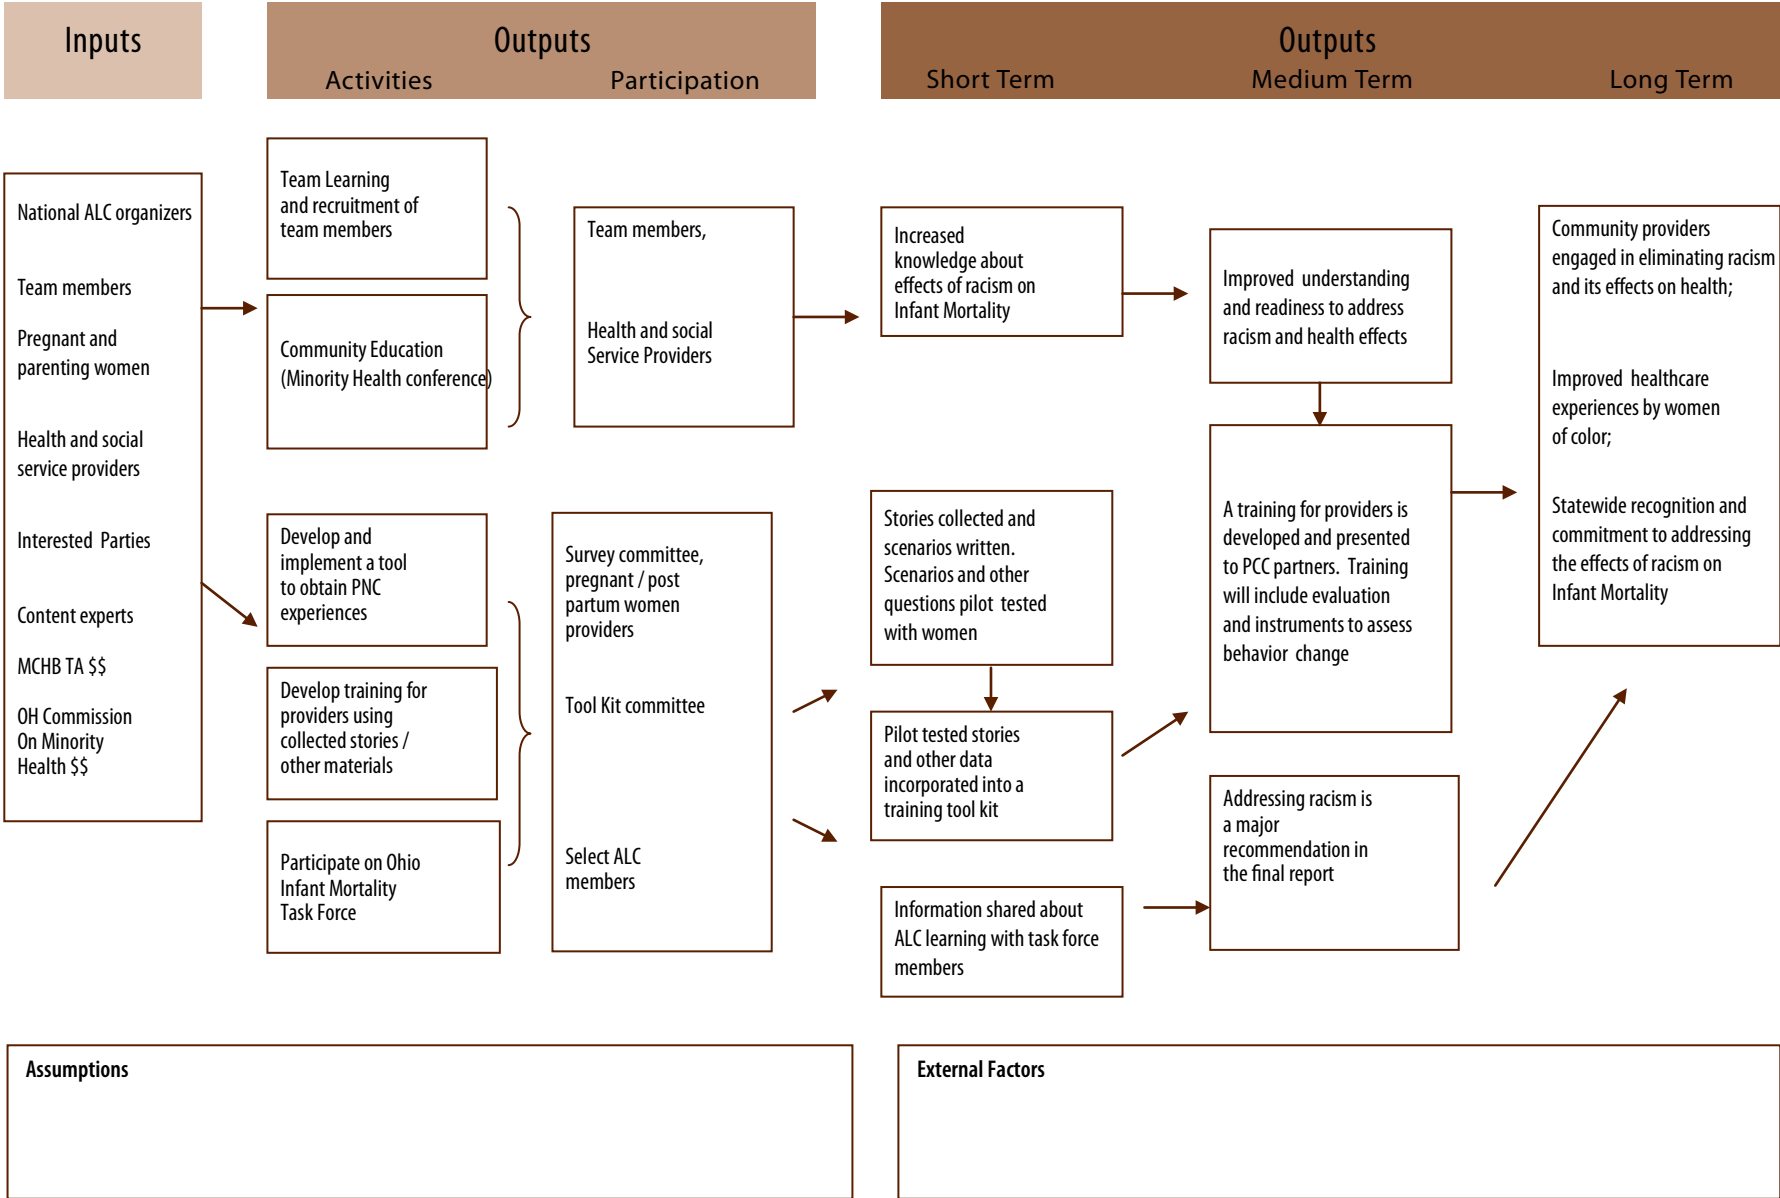 Inputs
Outputs
Activities
Participation
Outputs
Short Term
Medium Term
Long Term
National ALC organizers
Team members
Pregnant and
parenting women
Health and social
service providers
Interested Parties
Content experts
MCHB TA $$
OH Commission
On Minority
Health $$
Team Learning
and recruitment of
team members
Community Education
(Minority Health conference)
Develop and
implement a tool
to obtain PNC
experiences
Develop training for
providers using
collected stories /
other materials
Participate on Ohio
Infant Mortality
Task Force
Team members,
Health and social
Service Providers
Survey committee,
pregnant / post
partum women
providers
Tool Kit committee
Select ALC
members
Increased
knowledge about
effects of racism on
Infant Mortality
Stories collected and
scenarios written.
Scenarios and other
questions pilot tested
with women
Pilot tested stories
and other data
incorporated into a
training tool kit
Information shared about
ALC learning with task force
members
Improved understanding
and readiness to address
racism and health effects
A training for providers is
developed and presented
to PCC partners. Training
will include evaluation
and instruments to assess
behavior change
Addressing racism is
a major
recommendation in
the final report
Community providers
engaged in eliminating racism
and its effects on health;
Improved healthcare
experiences by women
of color;
Statewide recognition and
commitment to addressing
the effects of racism on
Infant Mortality
Assumptions
External Factors